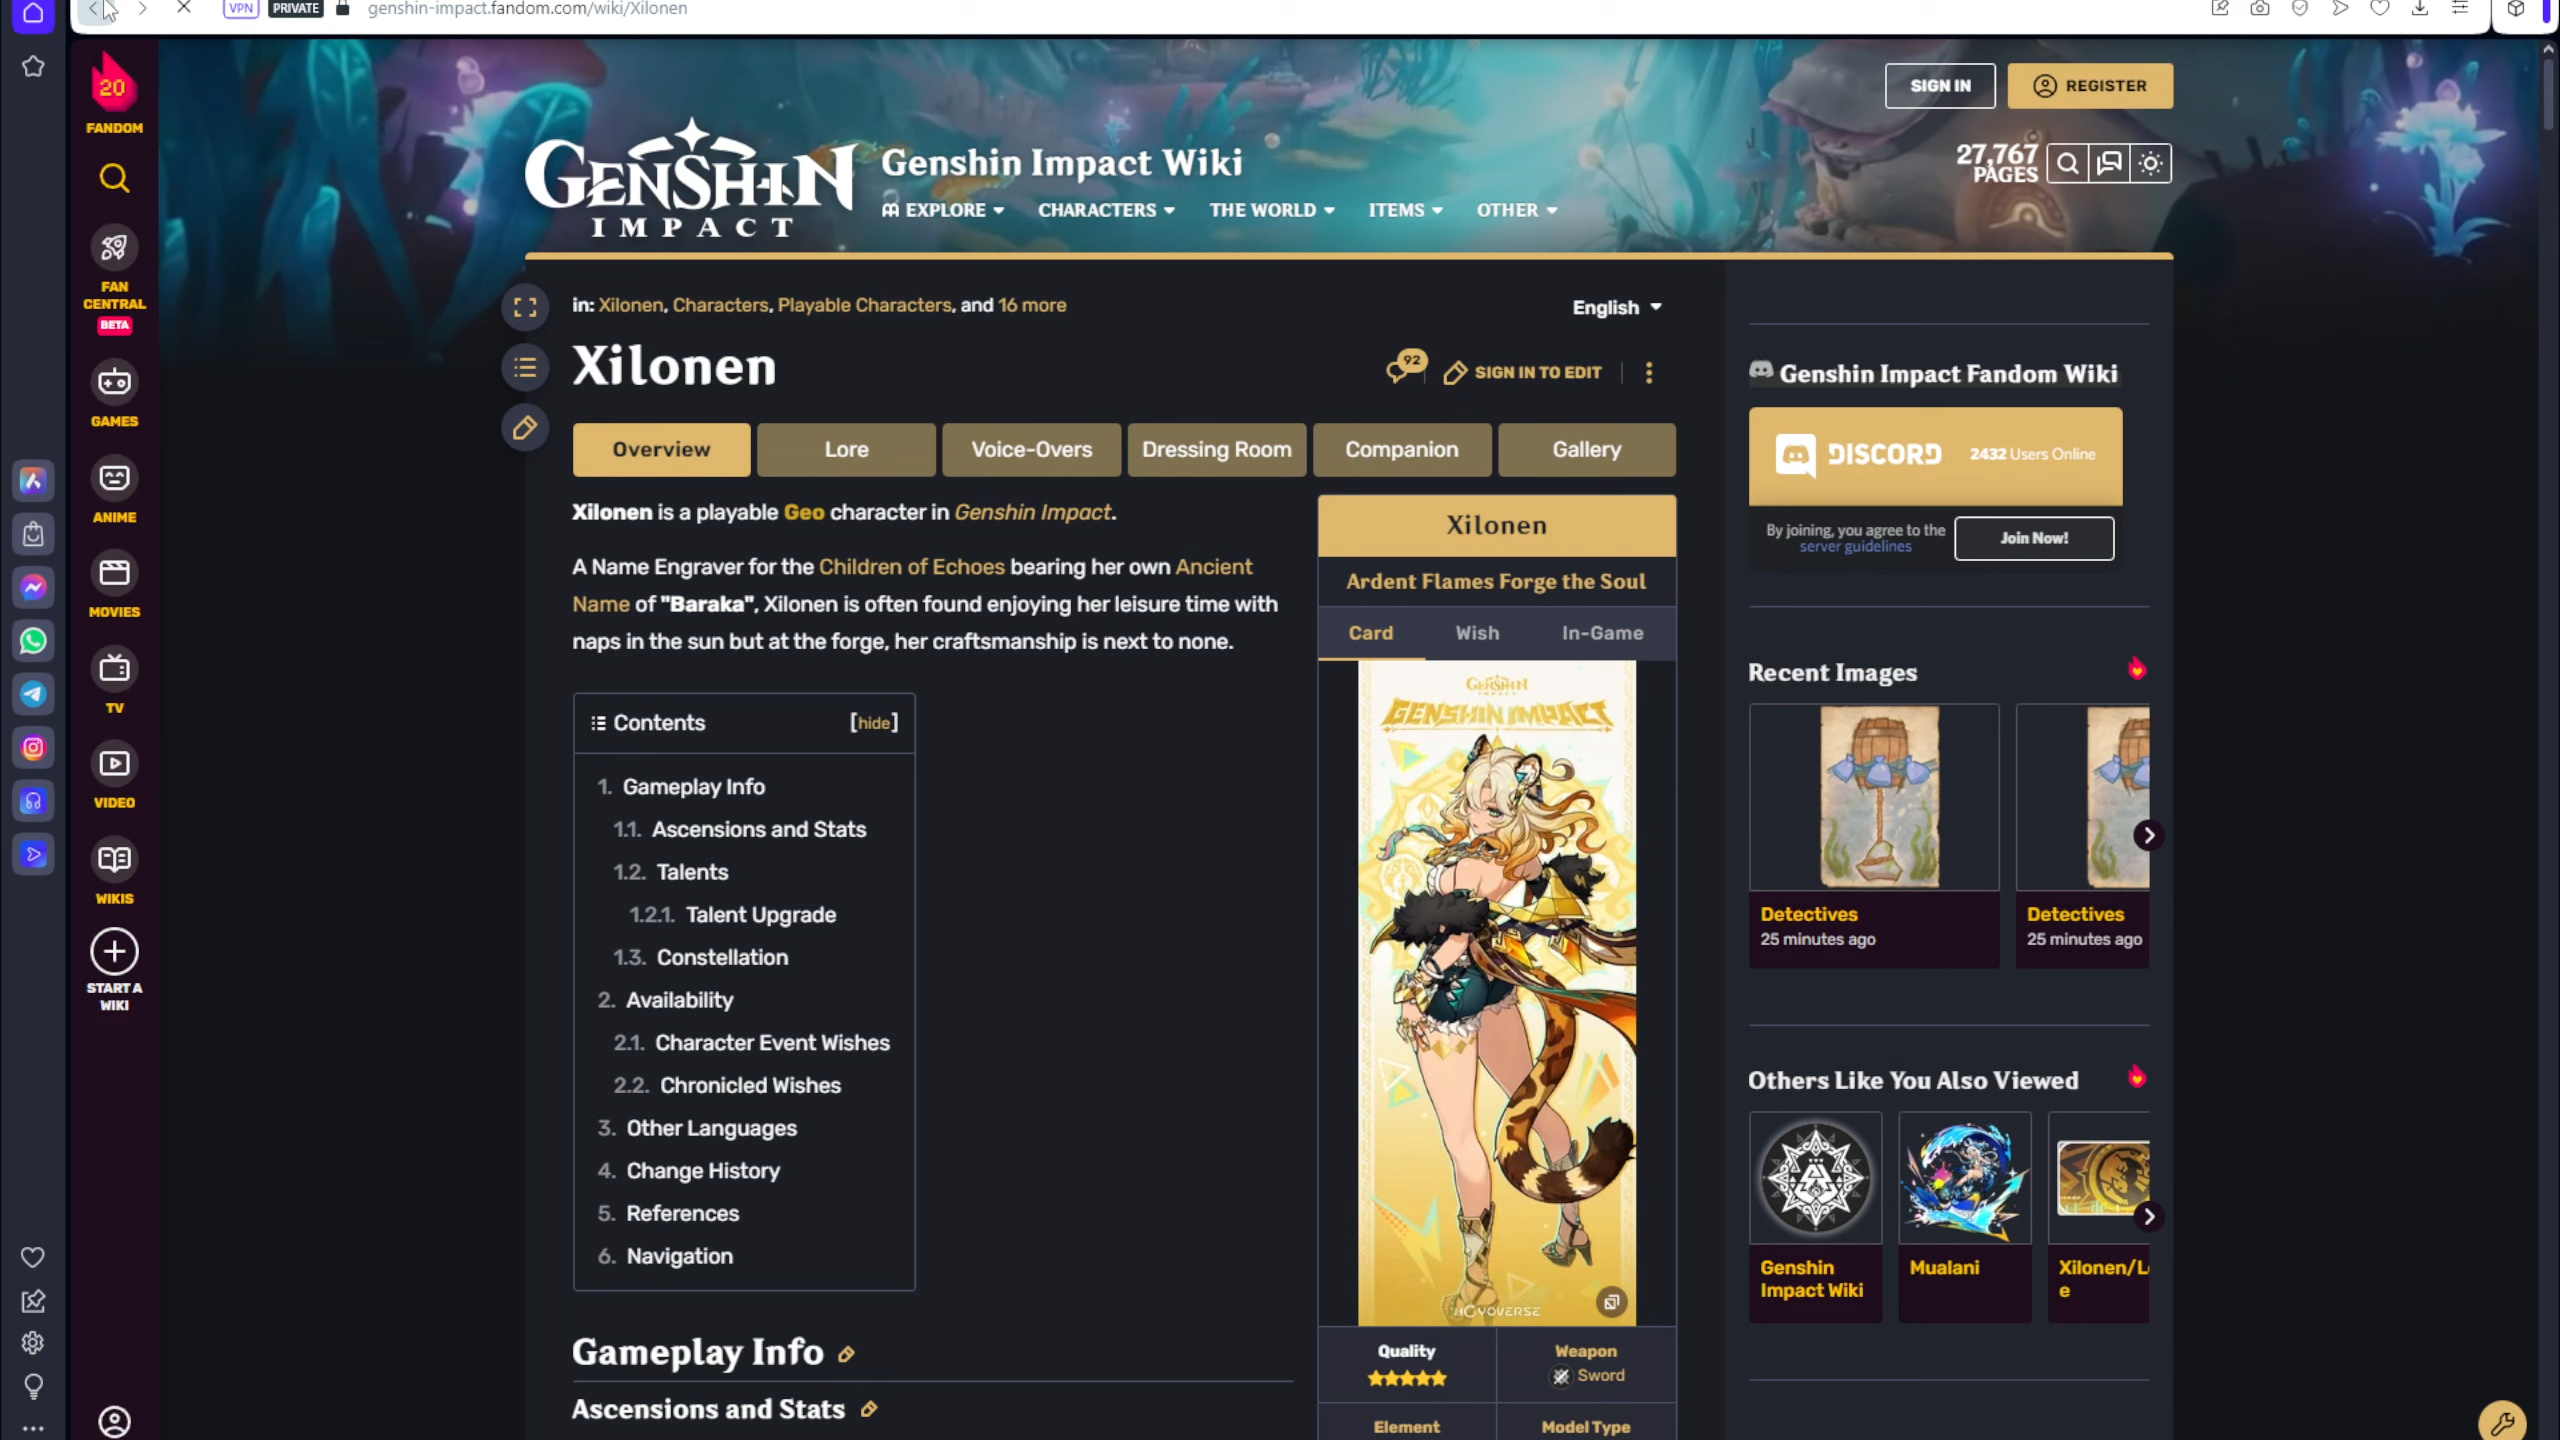 VPN
PRIVATE
genshin-impact.fandom.com/wiki/Xilonen
20
FANDOM
FAN
CENTRAL
BETA
GAMES
ANIME
MOVIES
TV
VIDEO
WIKIS
START A
WIKI
GENSHIN
IMPACT
Genshin Impact Wiki
EXPLORE
CHARACTERS
THE WORLD
ITEMS
OTHER
SIGN IN
REGISTER
27,767
PAGES
in: Xilonen, Characters, Playable Characters, and 16 more
English
Xilonen
92
SIGN IN TO EDIT
Overview
Lore
Voice-Overs
Dressing Room
Companion
Gallery
Xilonen is a playable Geo character in Genshin Impact.
A Name Engraver for the Children of Echoes bearing her own Ancient
Name of "Baraka", Xilonen is often found enjoying her leisure time with
naps in the sun but at the forge, her craftsmanship is next to none.
Contents [hide]
1. Gameplay Info
1.1. Ascensions and Stats
1.2. Talents
1.2.1. Talent Upgrade
1.3. Constellation
2. Availability
2.1. Character Event Wishes
2.2. Chronicled Wishes
3. Other Languages
4. Change History
5. References
6. Navigation
Gameplay Info
Ascensions and Stats
Xilonen
Ardent Flames Forge the Soul
Card
Wish
In-Game
GENSHIN
IMPACT
GENSHIN IMPACT
HOYOVERSE
Quality
Weapon
Sword
Element
Model Type
Genshin Impact Fandom Wiki
DISCORD
2432 Users Online
By joining, you agree to the
server guidelines
Join Now!
Recent Images
Detectives
25 minutes ago
Detectives
25 minutes ago
Others Like You Also Viewed
Genshin
Impact Wiki
Mualani
Xilonen/L
e